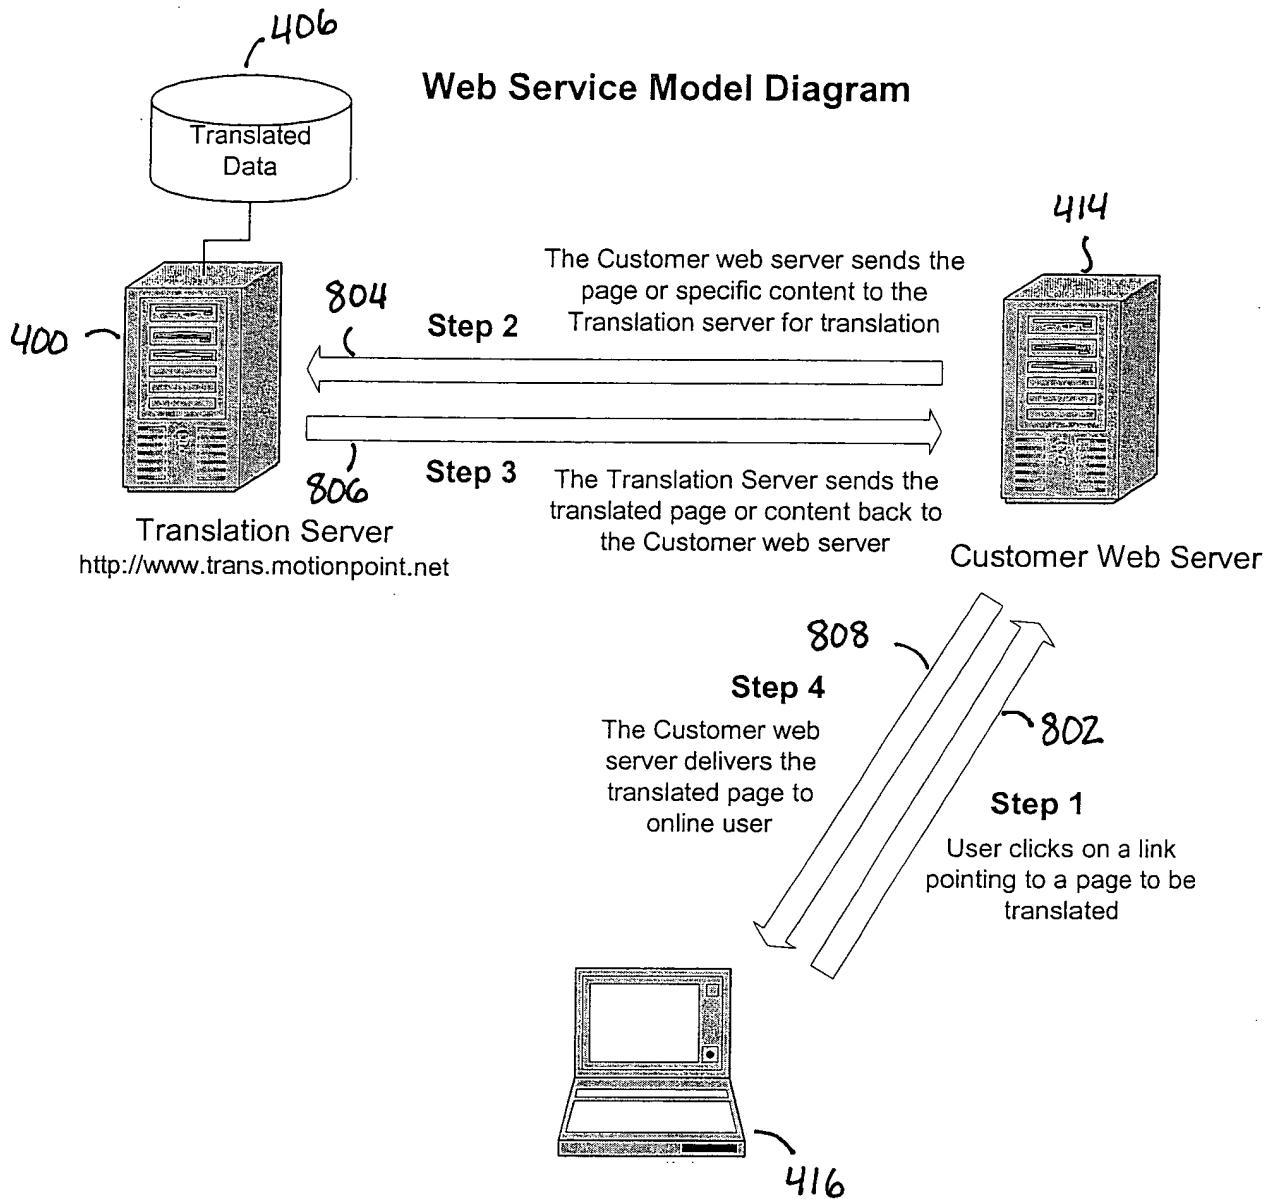 406
Web Service Model Diagram
Translated
Data
414
400
The Customer web server sends the
page or specific content to the
Translation server for translation
804
Step 2
806
Step 3
The Translation Server sends the
translated page or content back to
the Customer web server
Translation Server
http://www.trans.motionpoint.net
Customer Web Server
808
Step 4
The Customer web
server delivers the
translated page to
online user
802
Step 1
User clicks on a link
pointing to a page to be
translated
416